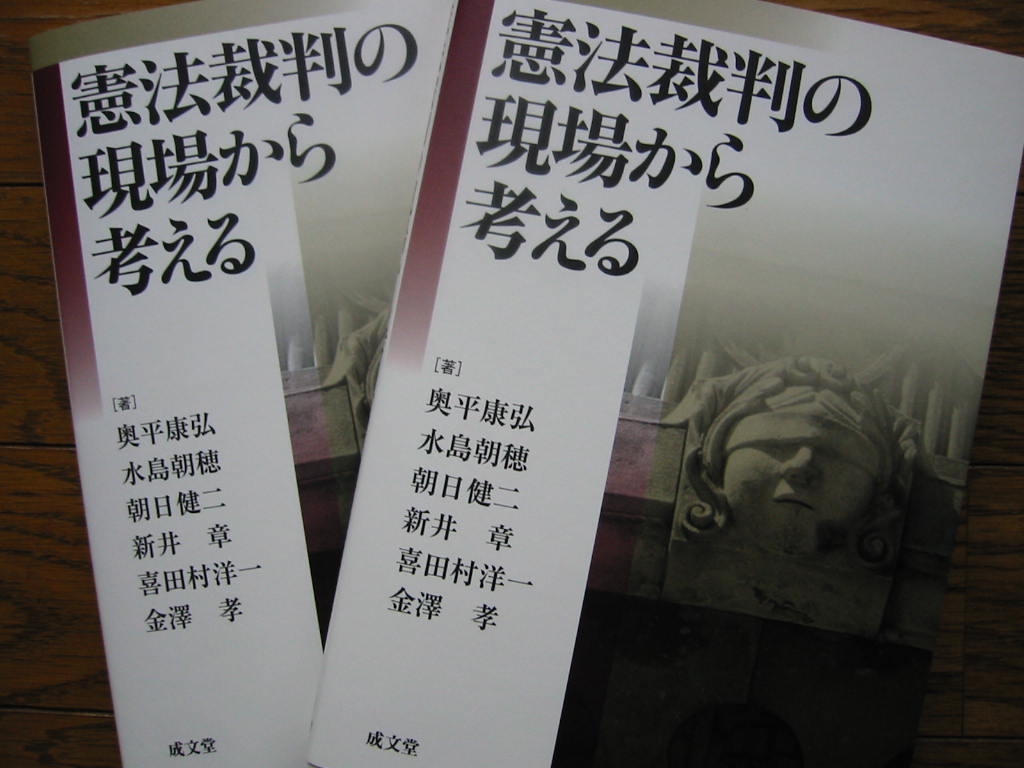 憲法裁判の
現場から
考える
[著]
奥平康弘
水島朝穂
朝日健二
新井 章
喜田村洋一
金澤 孝
成文堂
憲法裁判の
現場から
考える
[著]
奥平康弘
水島朝穂
朝日健二
新井 章
喜田村洋一
金澤 孝
成文堂